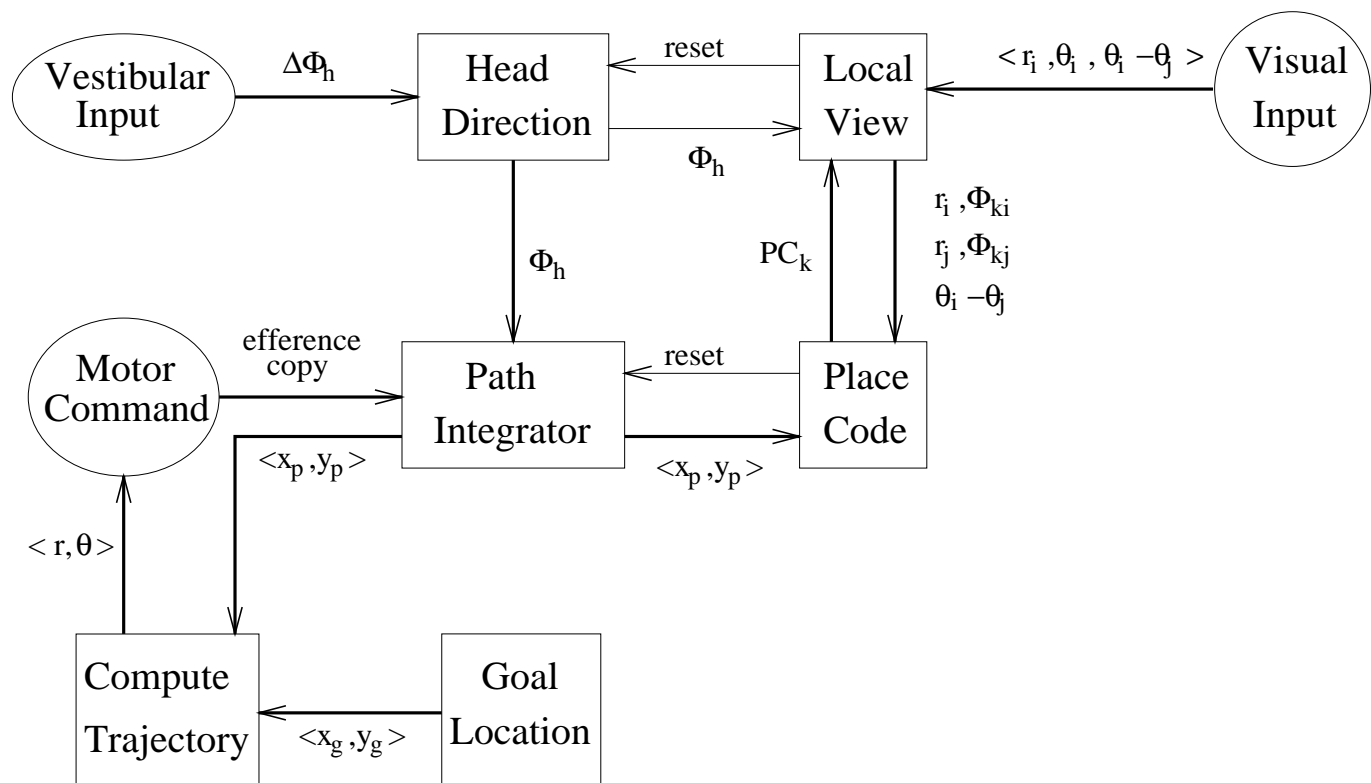 Vestibular
Input
ΔΦh
Head
Direction
reset
Φh
Local
View
< ri ,θi , θi −θj >
Visual
Input
Φh
PCk
ri ,Φki
rj ,Φkj
θi −θj
Motor
Command
efference
copy
Path
Integrator
reset
Place
Code
<xp ,yp>
<xp ,yp>
< r, θ >
Compute
Trajectory
<xg ,yg>
Goal
Location